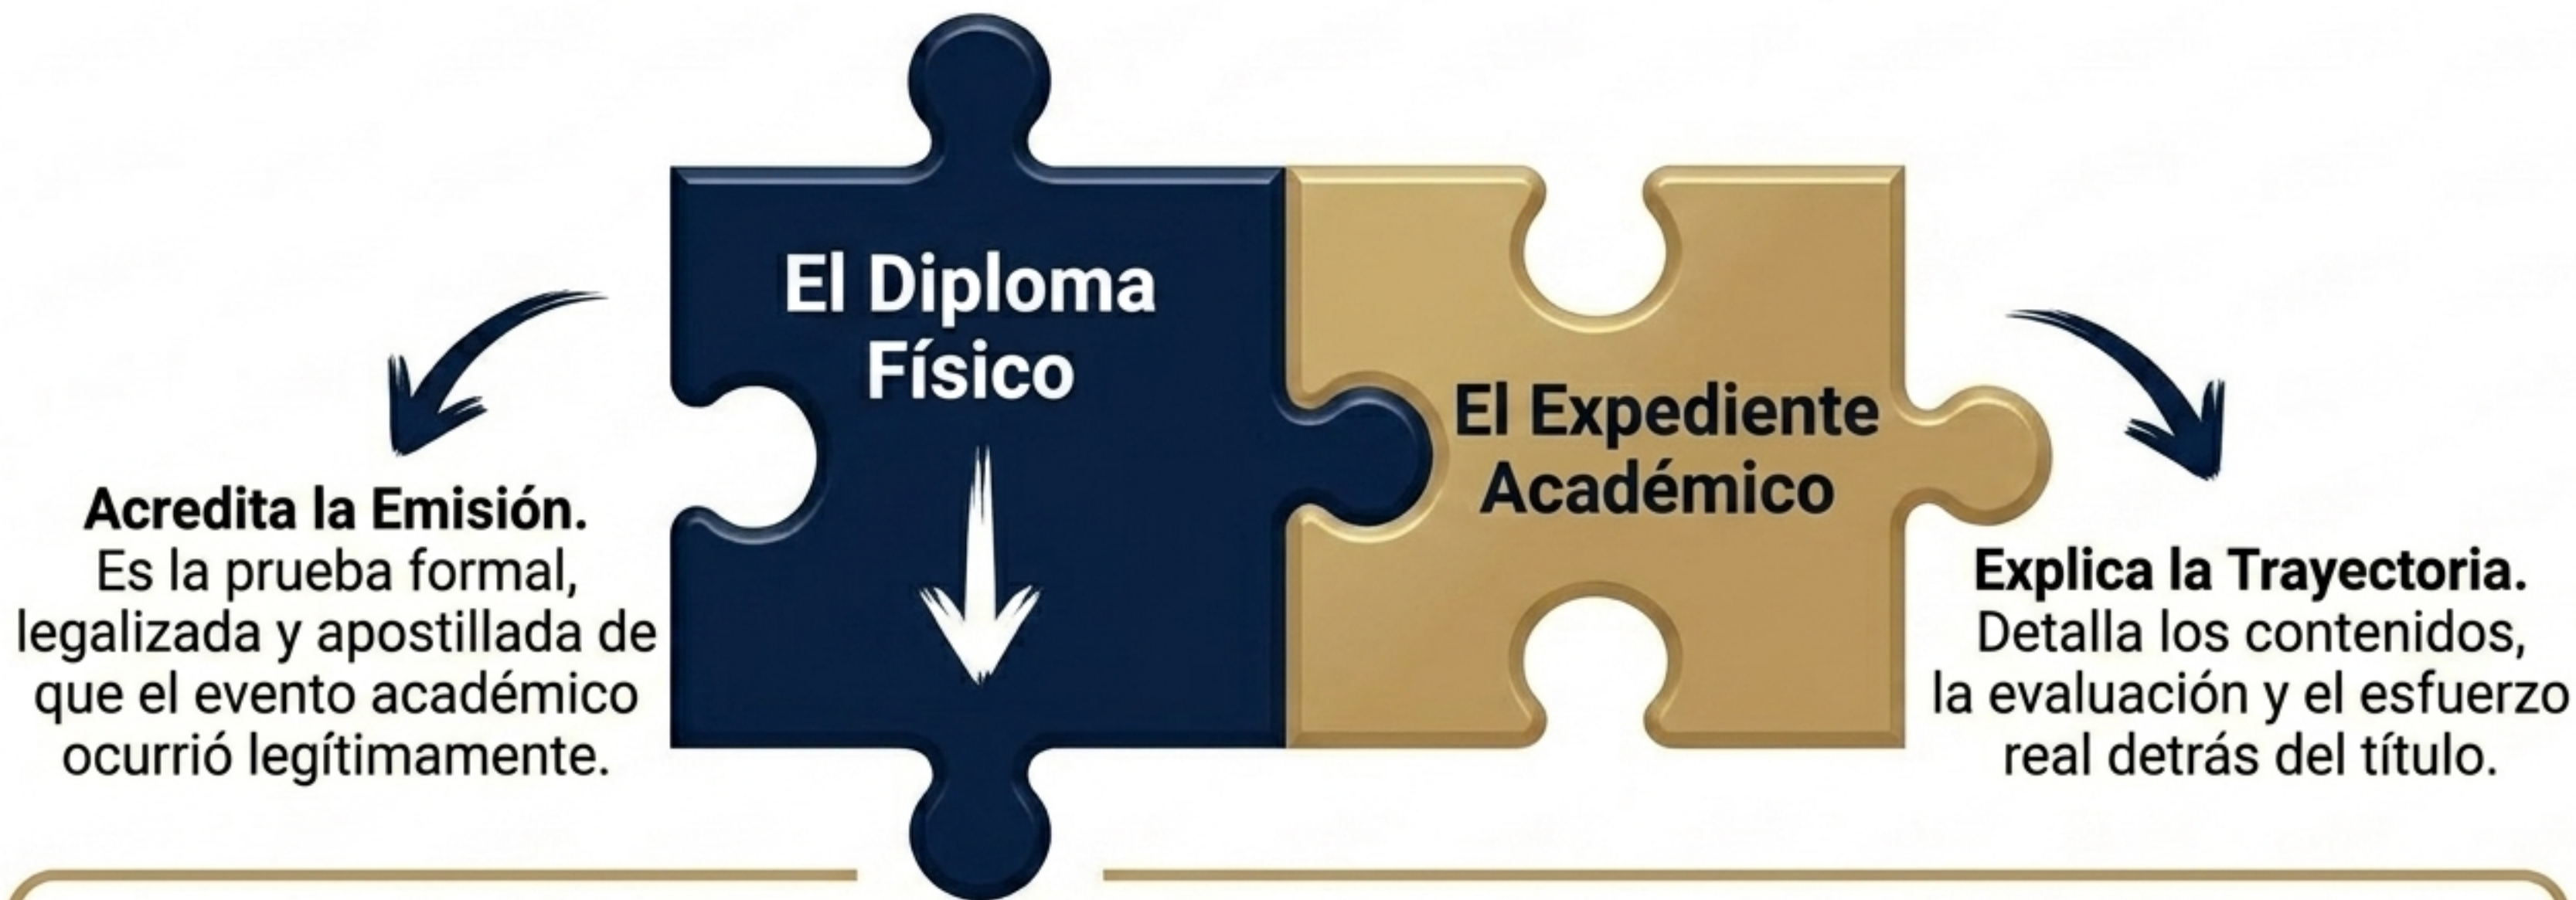 El Diploma
Físico
El Expediente
Académico
Acredita la Emisión.
Es la prueba formal,
legalizada y apostillada de
que el evento académico
ocurrió legítimamente.
Explica la Trayectoria.
Detalla los contenidos,
la evaluación y el esfuerzo
real detrás del título.